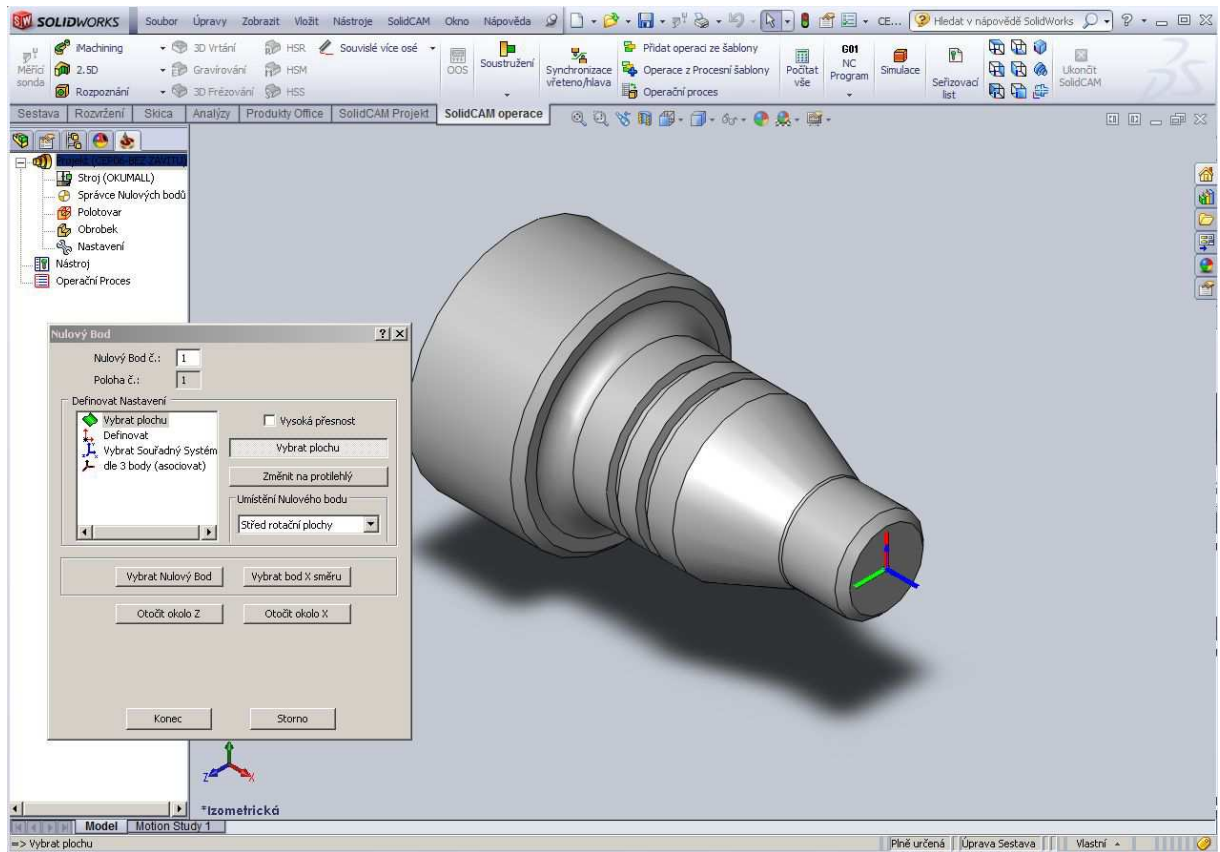 SOLIDWORKS Soubor Úpravy Zobrazit Vložit Nástroje SolidCAM Okno Nápověda CE... Hledat v nápovědě SolidWorks
Měřící sonda
iMachining
2.5D
Rozpoznání
3D Vrtání
Gravírování
3D Frézování
HSR
HSM
HSS
Souvislé více osé
OOS
Soustružení
Synchronizace vřeteno/hlava
Přidat operaci ze šablony
Operace z Procesní šablony
Operační proces
Počítat vše
G01
NC Program
Simulace
Seřizovací list
Ukončit SolidCAM
Sestava Rozvržení Skica Analýzy Produkty Office SolidCAM Projekt SolidCAM operace
Projekt (CEP06-BEZ ZAVITU)
Stroj (OKUMALL)
Správce Nulových bodů
Polotovar
Obrobek
Nastavení
Nástroj
Operační Proces
Nulový Bod
Nulový Bod č.: 1
Poloha č.: 1
Definovat Nastavení
Vybrat plochu
Definovat
Vybrat Souřadný Systém
dle 3 body (asociovat)
Vysoká přesnost
Vybrat plochu
Změnit na protilehlý
Umístění Nulového bodu
Střed rotační plochy
Vybrat Nulový Bod Vybrat bod X směru
Otočit okolo Z Otočit okolo X
Konec Storno
Z X
*Izometrická
Model Motion Study 1
=> Vybrat plochu Plně určená Úprava Sestava Vlastní